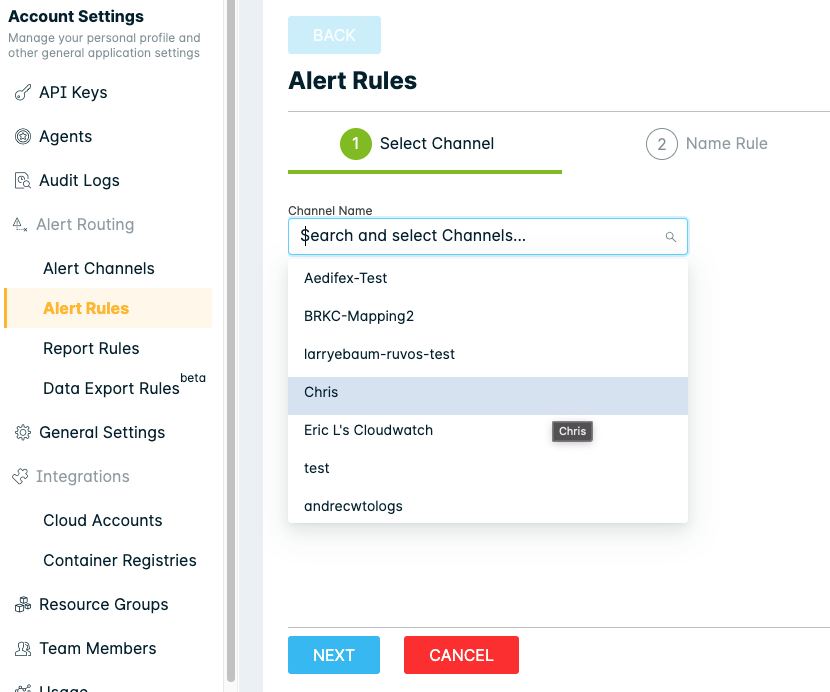 Account Settings
Manage your personal profile and
other general application settings
API Keys
Agents
Audit Logs
Alert Routing
Alert Channels
Alert Rules
Report Rules
Data Export Rules beta
General Settings
Integrations
Cloud Accounts
Container Registries
Resource Groups
Team Members
Usage
BACK
Alert Rules
1 Select Channel
2 Name Rule
Channel Name
Search and select Channels...
Aedifex-Test
BRKC-Mapping2
larryebaum-ruvos-test
Chris
Eric L's Cloudwatch
Chris
test
andrecwtologs
NEXT
CANCEL